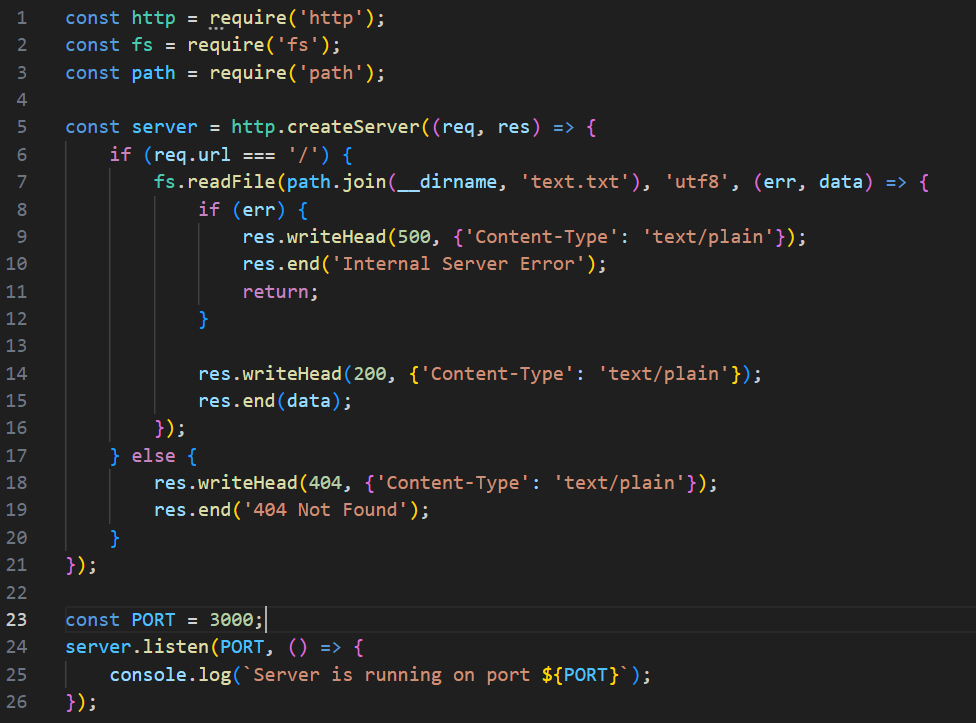 1 const http = require('http');
2 const fs = require('fs');
3 const path = require('path');
4
5 const server = http.createServer((req, res) => {
6     if (req.url === '/') {
7         fs.readFile(path.join(__dirname, 'text.txt'), 'utf8', (err, data) => {
8             if (err) {
9                 res.writeHead(500, {'Content-Type': 'text/plain'});
10                 res.end('Internal Server Error');
11                 return;
12             }
13
14             res.writeHead(200, {'Content-Type': 'text/plain'});
15             res.end(data);
16         });
17     } else {
18         res.writeHead(404, {'Content-Type': 'text/plain'});
19         res.end('404 Not Found');
20     }
21 });
22
23 const PORT = 3000;
24 server.listen(PORT, () => {
25     console.log(`Server is running on port ${PORT}`);
26 });